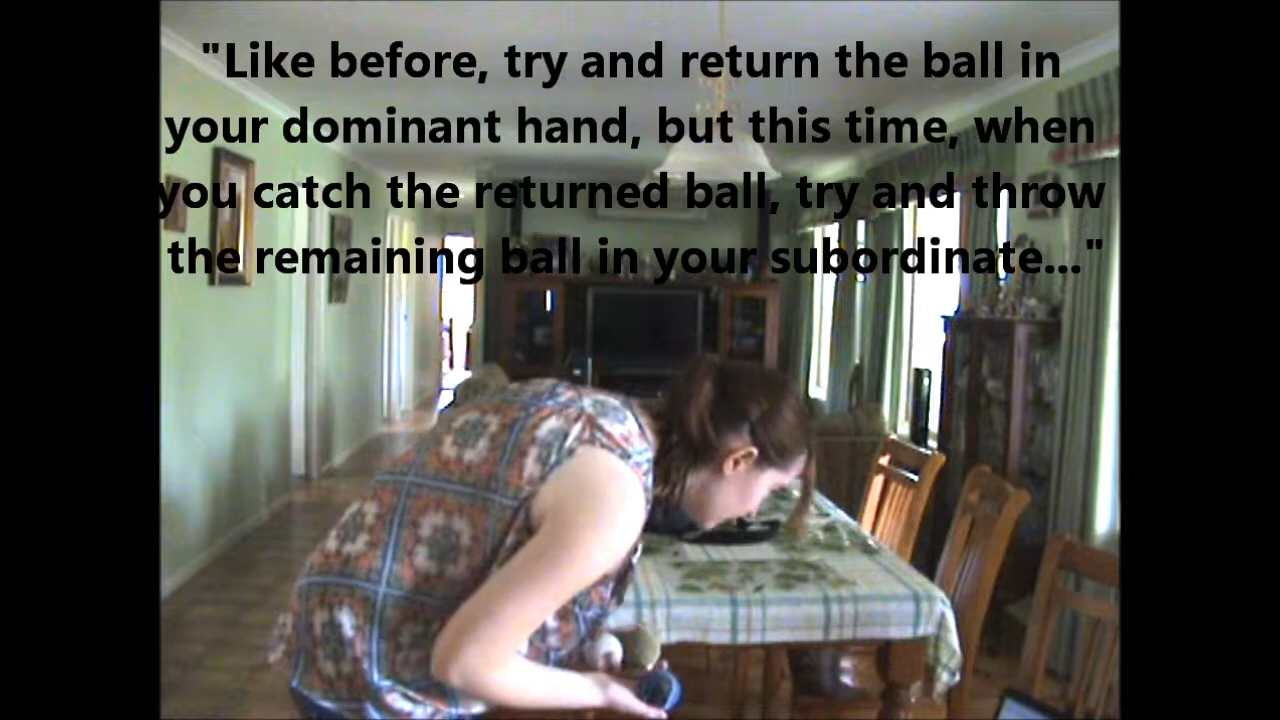 "Like before, try and return the ball in
your dominant hand, but this time, when
you catch the returned ball, try and throw
the remaining ball in your subordinate..."